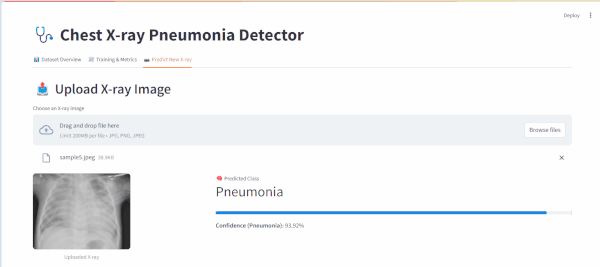 Deploy
Chest X-ray Pneumonia Detector
Dataset Overview Training & Metrics Predict New X-ray
Upload X-ray Image
Choose an X-ray image
Drag and drop file here
Limit 200MB per file • JPG, PNG, JPEG
Browse files
sample5.jpeg 38.9KB
Predicted Class
Pneumonia
Confidence (Pneumonia): 93.92%
Uploaded X-ray